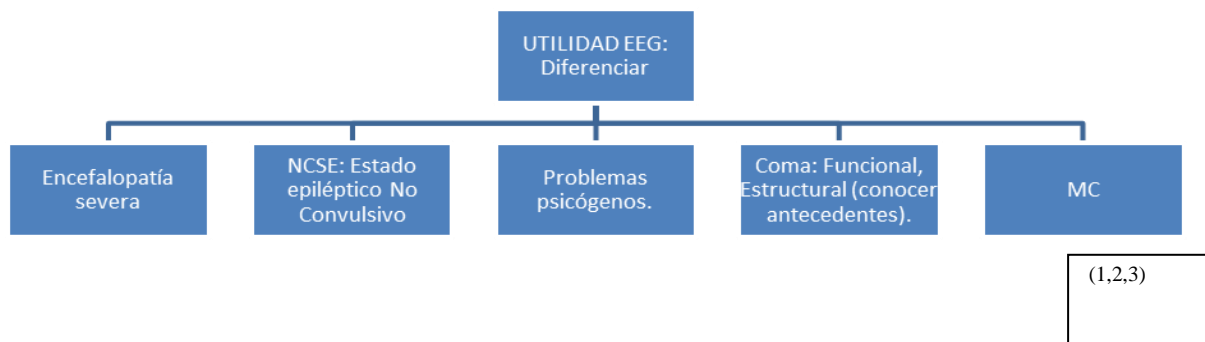 UTILIDAD EEG:
Diferenciar
Encefalopatía
severa
NCSE: Estado
epiléptico No
Convulsivo
Problemas
psicógenos.
Coma: Funcional,
Estructural (conocer
antecedentes).
MC
(1,2,3)